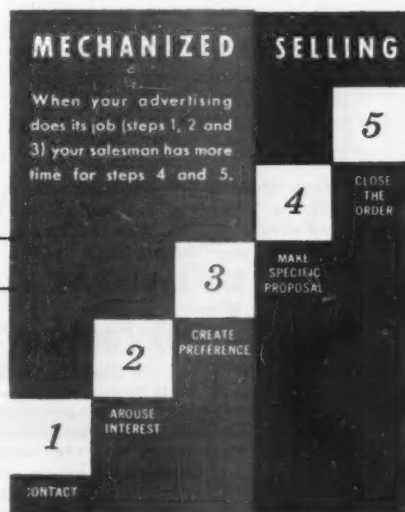 MECHANIZED SELLING
When your advertising
does its job (steps 1, 2 and
3) your salesman has more
time for steps 4 and 5.
5
CLOSE
THE
ORDER
4
MAKE
SPECIFIC
PROPOSAL
3
CREATE
PREFERENCE
2
AROUSE
INTEREST
1
CONTACT